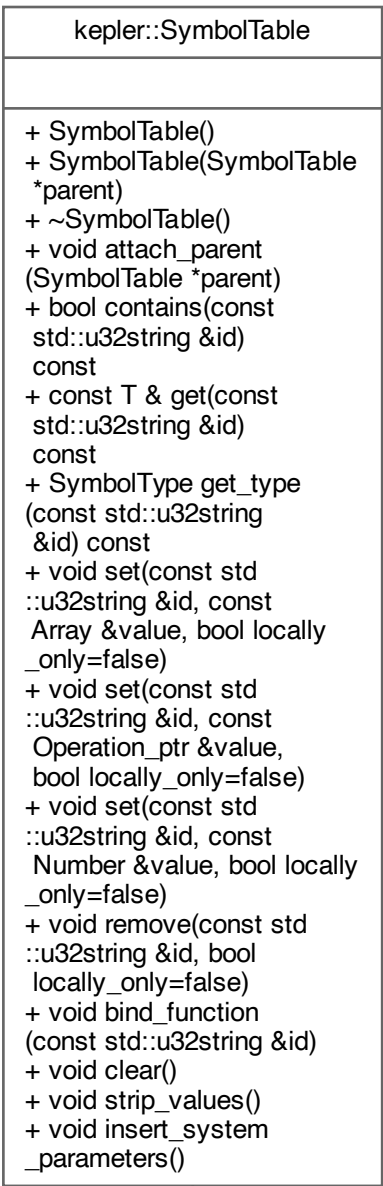 kepler::SymbolTable
+ SymbolTable()
+ SymbolTable(SymbolTable
*parent)
+ ~SymbolTable()
+ void attach_parent
(SymbolTable *parent)
+ bool contains(const
std::u32string &id)
const
+ const T & get(const
std::u32string &id)
const
+ SymbolType get_type
(const std::u32string
&id) const
+ void set(const std
::u32string &id, const
Array &value, bool locally
_only=false)
+ void set(const std
::u32string &id, const
Operation_ptr &value,
bool locally_only=false)
+ void set(const std
::u32string &id, const
Number &value, bool locally
_only=false)
+ void remove(const std
::u32string &id, bool
locally_only=false)
+ void bind_function
(const std::u32string &id)
+ void clear()
+ void strip_values()
+ void insert_system
_parameters()